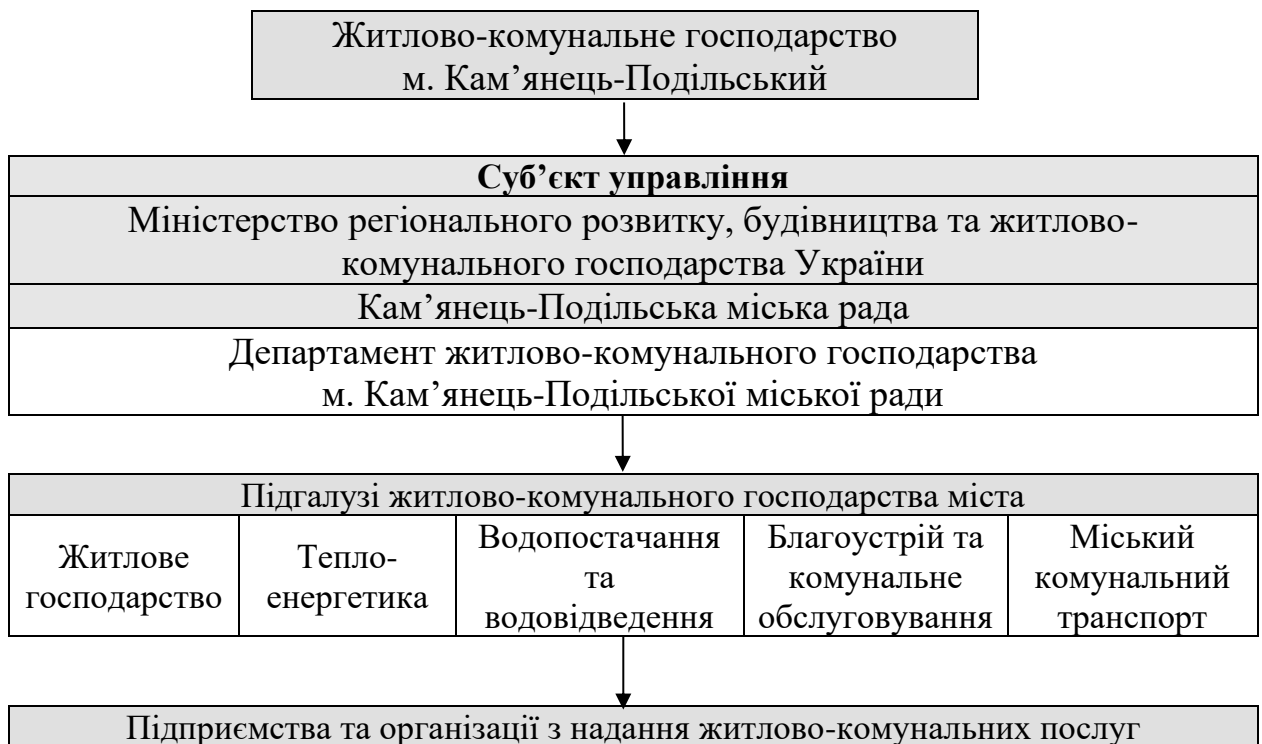 Житлово-комунальне господарство
м. Кам’янець-Подільський
Суб’єкт управління
Міністерство регіонального розвитку, будівництва та житлово-
комунального господарства України
Кам’янець-Подільська міська рада
Департамент житлово-комунального господарства
м. Кам’янець-Подільської міської ради
Підгалузі житлово-комунального господарства міста
Житлове
господарство
Тепло-
енергетика
Водопостачання
та
водовідведення
Благоустрій та
комунальне
обслуговування
Міський
комунальний
транспорт
Підприємства та організації з надання житлово-комунальних послуг